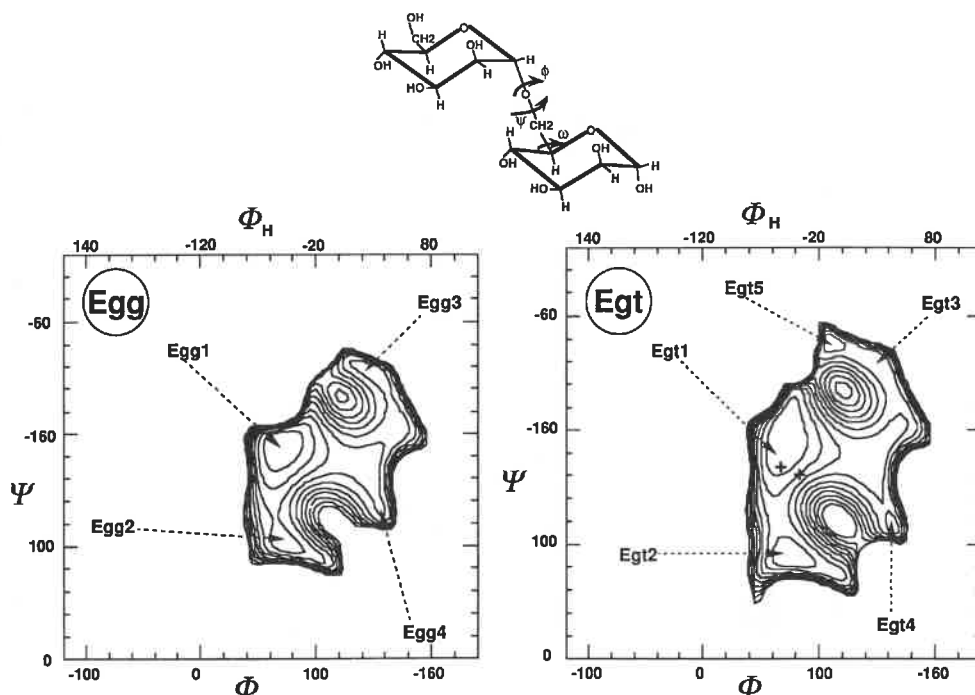 OH
CH2
O
H
H
OH
H
OH
H
HO
H
ϕ
O
ψ
CH2
ω
H
H
O
OH
H
OH
H
HO
H
OH
Φ H
140 -120 -20 80
Egg
Egg3
Egg1
-60
-160
Ψ
Egg2
100
Egg4
0
-100 0 100 -160
Φ
Φ H
140 -120 -20 80
Egt
Egt5
Egt3
-60
Egt1
-160
Ψ
100
Egt2
Egt4
0
-100 0 100 -160
Φ